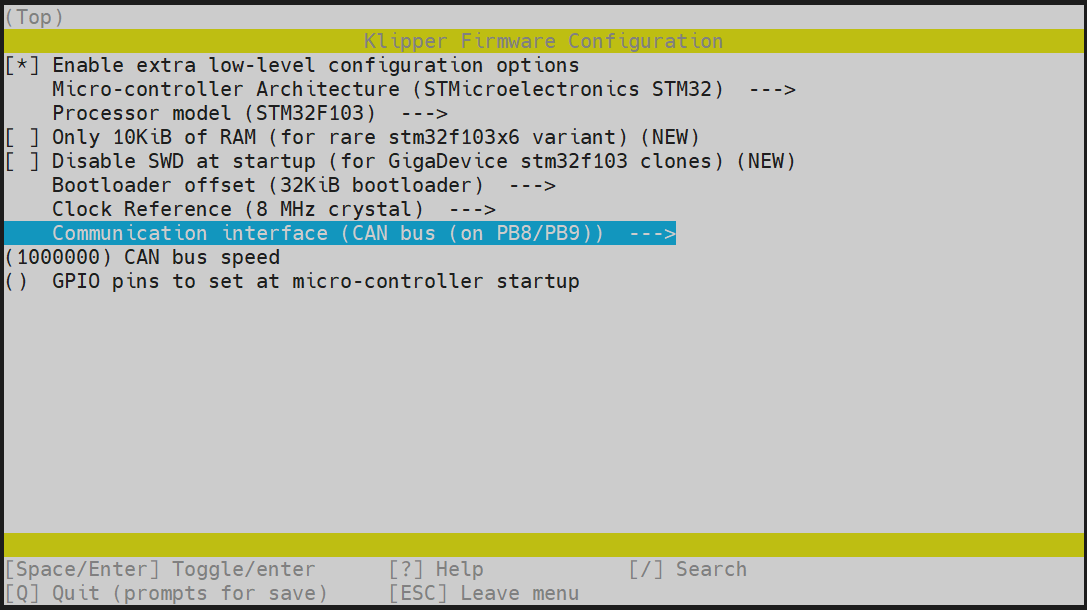 (Top)
Klipper Firmware Configuration
[*] Enable extra low-level configuration options
Micro-controller Architecture (STMicroelectronics STM32)  --->
Processor model (STM32F103)  --->
[ ] Only 10KiB of RAM (for rare stm32f103x6 variant) (NEW)
[ ] Disable SWD at startup (for GigaDevice stm32f103 clones) (NEW)
Bootloader offset (32KiB bootloader)  --->
Clock Reference (8 MHz crystal)  --->
Communication interface (CAN bus (on PB8/PB9))  --->
(1000000) CAN bus speed
()  GPIO pins to set at micro-controller startup
[Space/Enter] Toggle/enter      [?] Help            [/] Search
[Q] Quit (prompts for save)     [ESC] Leave menu